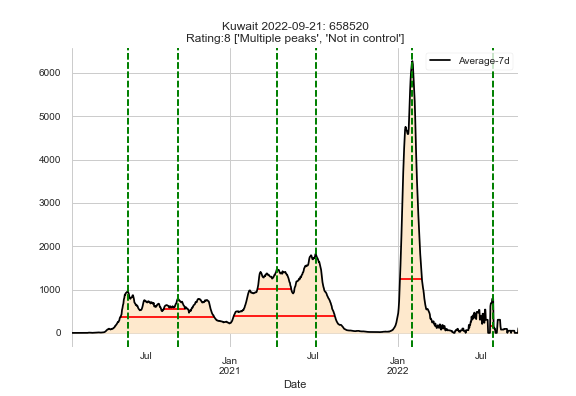 Kuwait 2022-09-21: 658520
Rating:8 ['Multiple peaks', 'Not in control']
Average-7d
6000
5000
4000
3000
2000
1000
0
Jul
Jan
2021
Jul
Jan
2022
Jul
Date